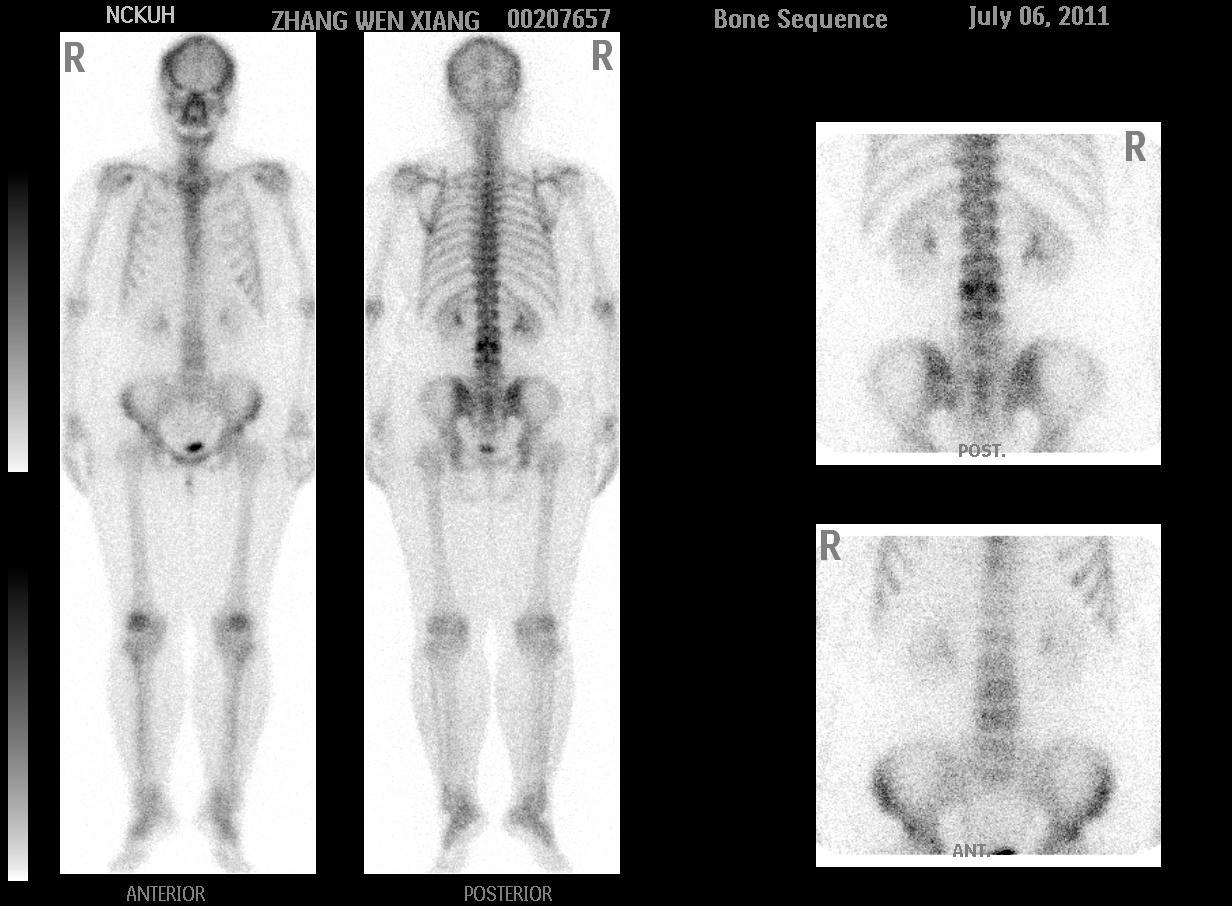 NCKUH ZHANG WEN XIANG 00207657 Bone Sequence July 06, 2011
R
R
R
POST.
R
ANT.
ANTERIOR POSTERIOR